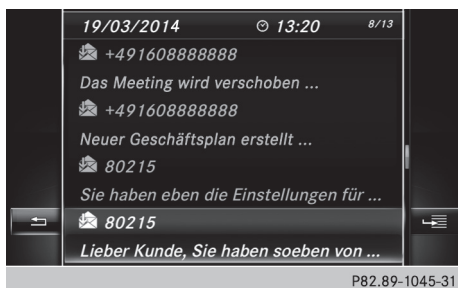 19/03/2014 13:20 8/13
+491608888888
Das Meeting wird verschoben ...
+491608888888
Neuer Geschäftsplan erstellt ...
80215
Sie haben eben die Einstellungen für ...
80215
Lieber Kunde, Sie haben soeben von ...
P82.89-1045-31